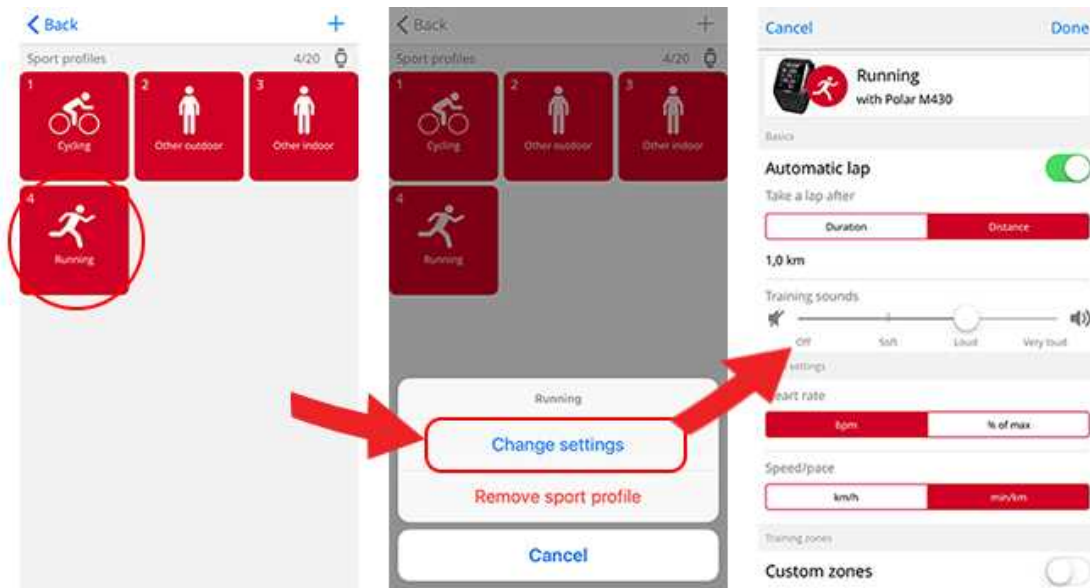 Back
+
Sport profiles 4/20
1
Cycling
2
Other outdoor
3
Other indoor
4
Running
Back
+
Sport profiles 4/20
1
Cycling
2
Other outdoor
3
Other indoor
4
Running
Running
Change settings
Remove sport profile
Cancel
Cancel Done
Running
with Polar M430
Basics
Automatic lap
Take a lap after
Duration Distance
1,0 km
Training sounds
Off Soft Loud Very loud
settings
eart rate
bpm % of max
Speed/pace
km/h min/km
Training zones
Custom zones